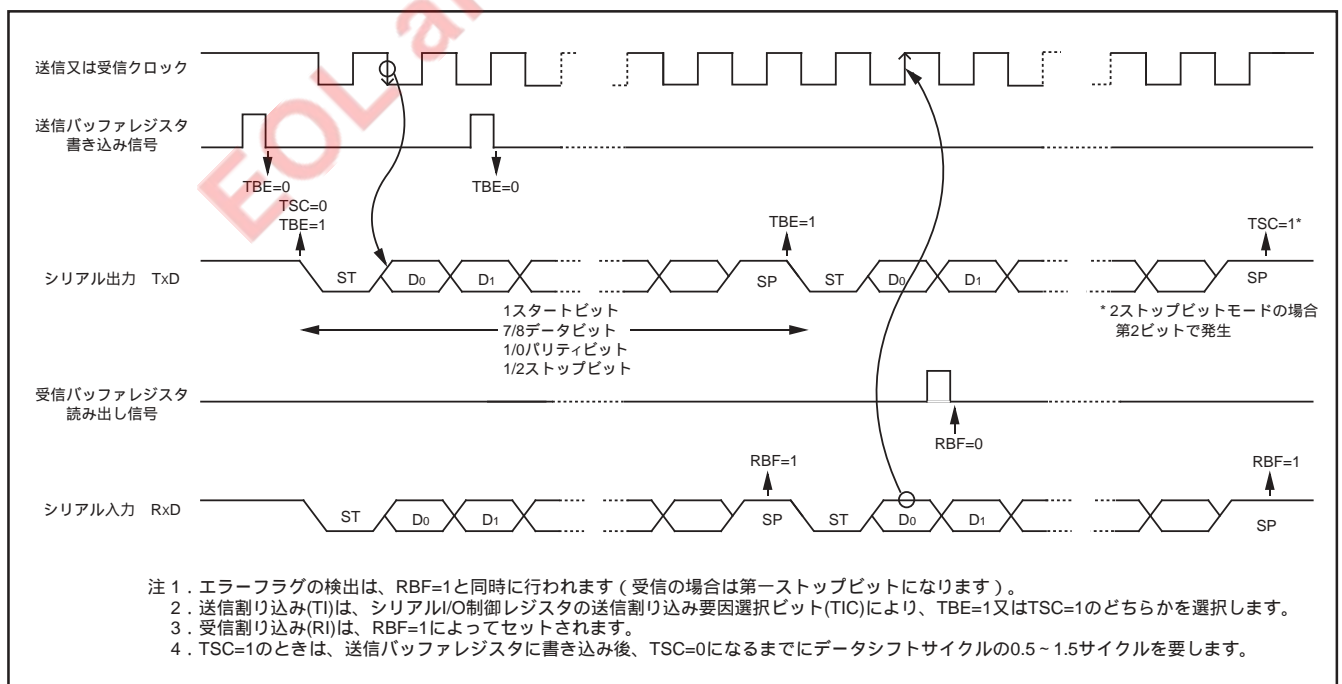 EOL an
送信又は受信クロック
送信バッファレジスタ
書き込み信号
TBE=0
TSC=0
TBE=1
TBE=0
TBE=1
TSC=1*
シリアル出力 TxD
ST
D0
D1
SP
ST
D0
D1
SP
1スタートビット
7/8データビット
1/0パリティビット
1/2ストップビット
* 2ストップビットモードの場合
第2ビットで発生
受信バッファレジスタ
読み出し信号
RBF=0
RBF=1
RBF=1
シリアル入力 RxD
ST
D0
D1
SP
ST
D0
D1
SP
注 1．エラーフラグの検出は、RBF=1と同時に行われます（受信の場合は第一ストップビットになります）。
2．送信割り込み(TI)は、シリアルI/O制御レジスタの送信割り込み要因選択ビット(TIC)により、TBE=1又はTSC=1のどちらかを選択します。
3．受信割り込み(RI)は、RBF=1によってセットされます。
4．TSC=1のときは、送信バッファレジスタに書き込み後、TSC=0になるまでにデータシフトサイクルの0.5～1.5サイクルを要します。